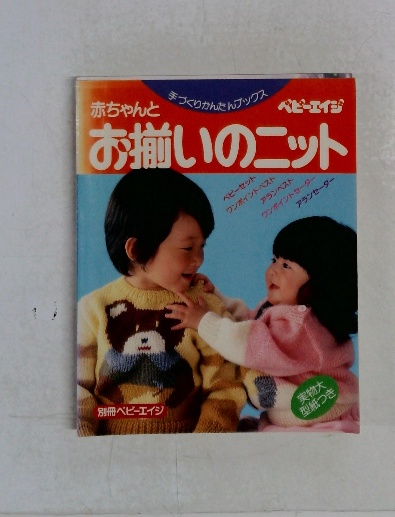 手づくりかんたんブックス
ベビーエイジ
赤ちゃんと
お揃いのニット
ベビーセット
ワンポイントベスト
アランベスト
ワンポイントセーター
アランセーター
実物大
型紙つき
別冊ベビーエイジ